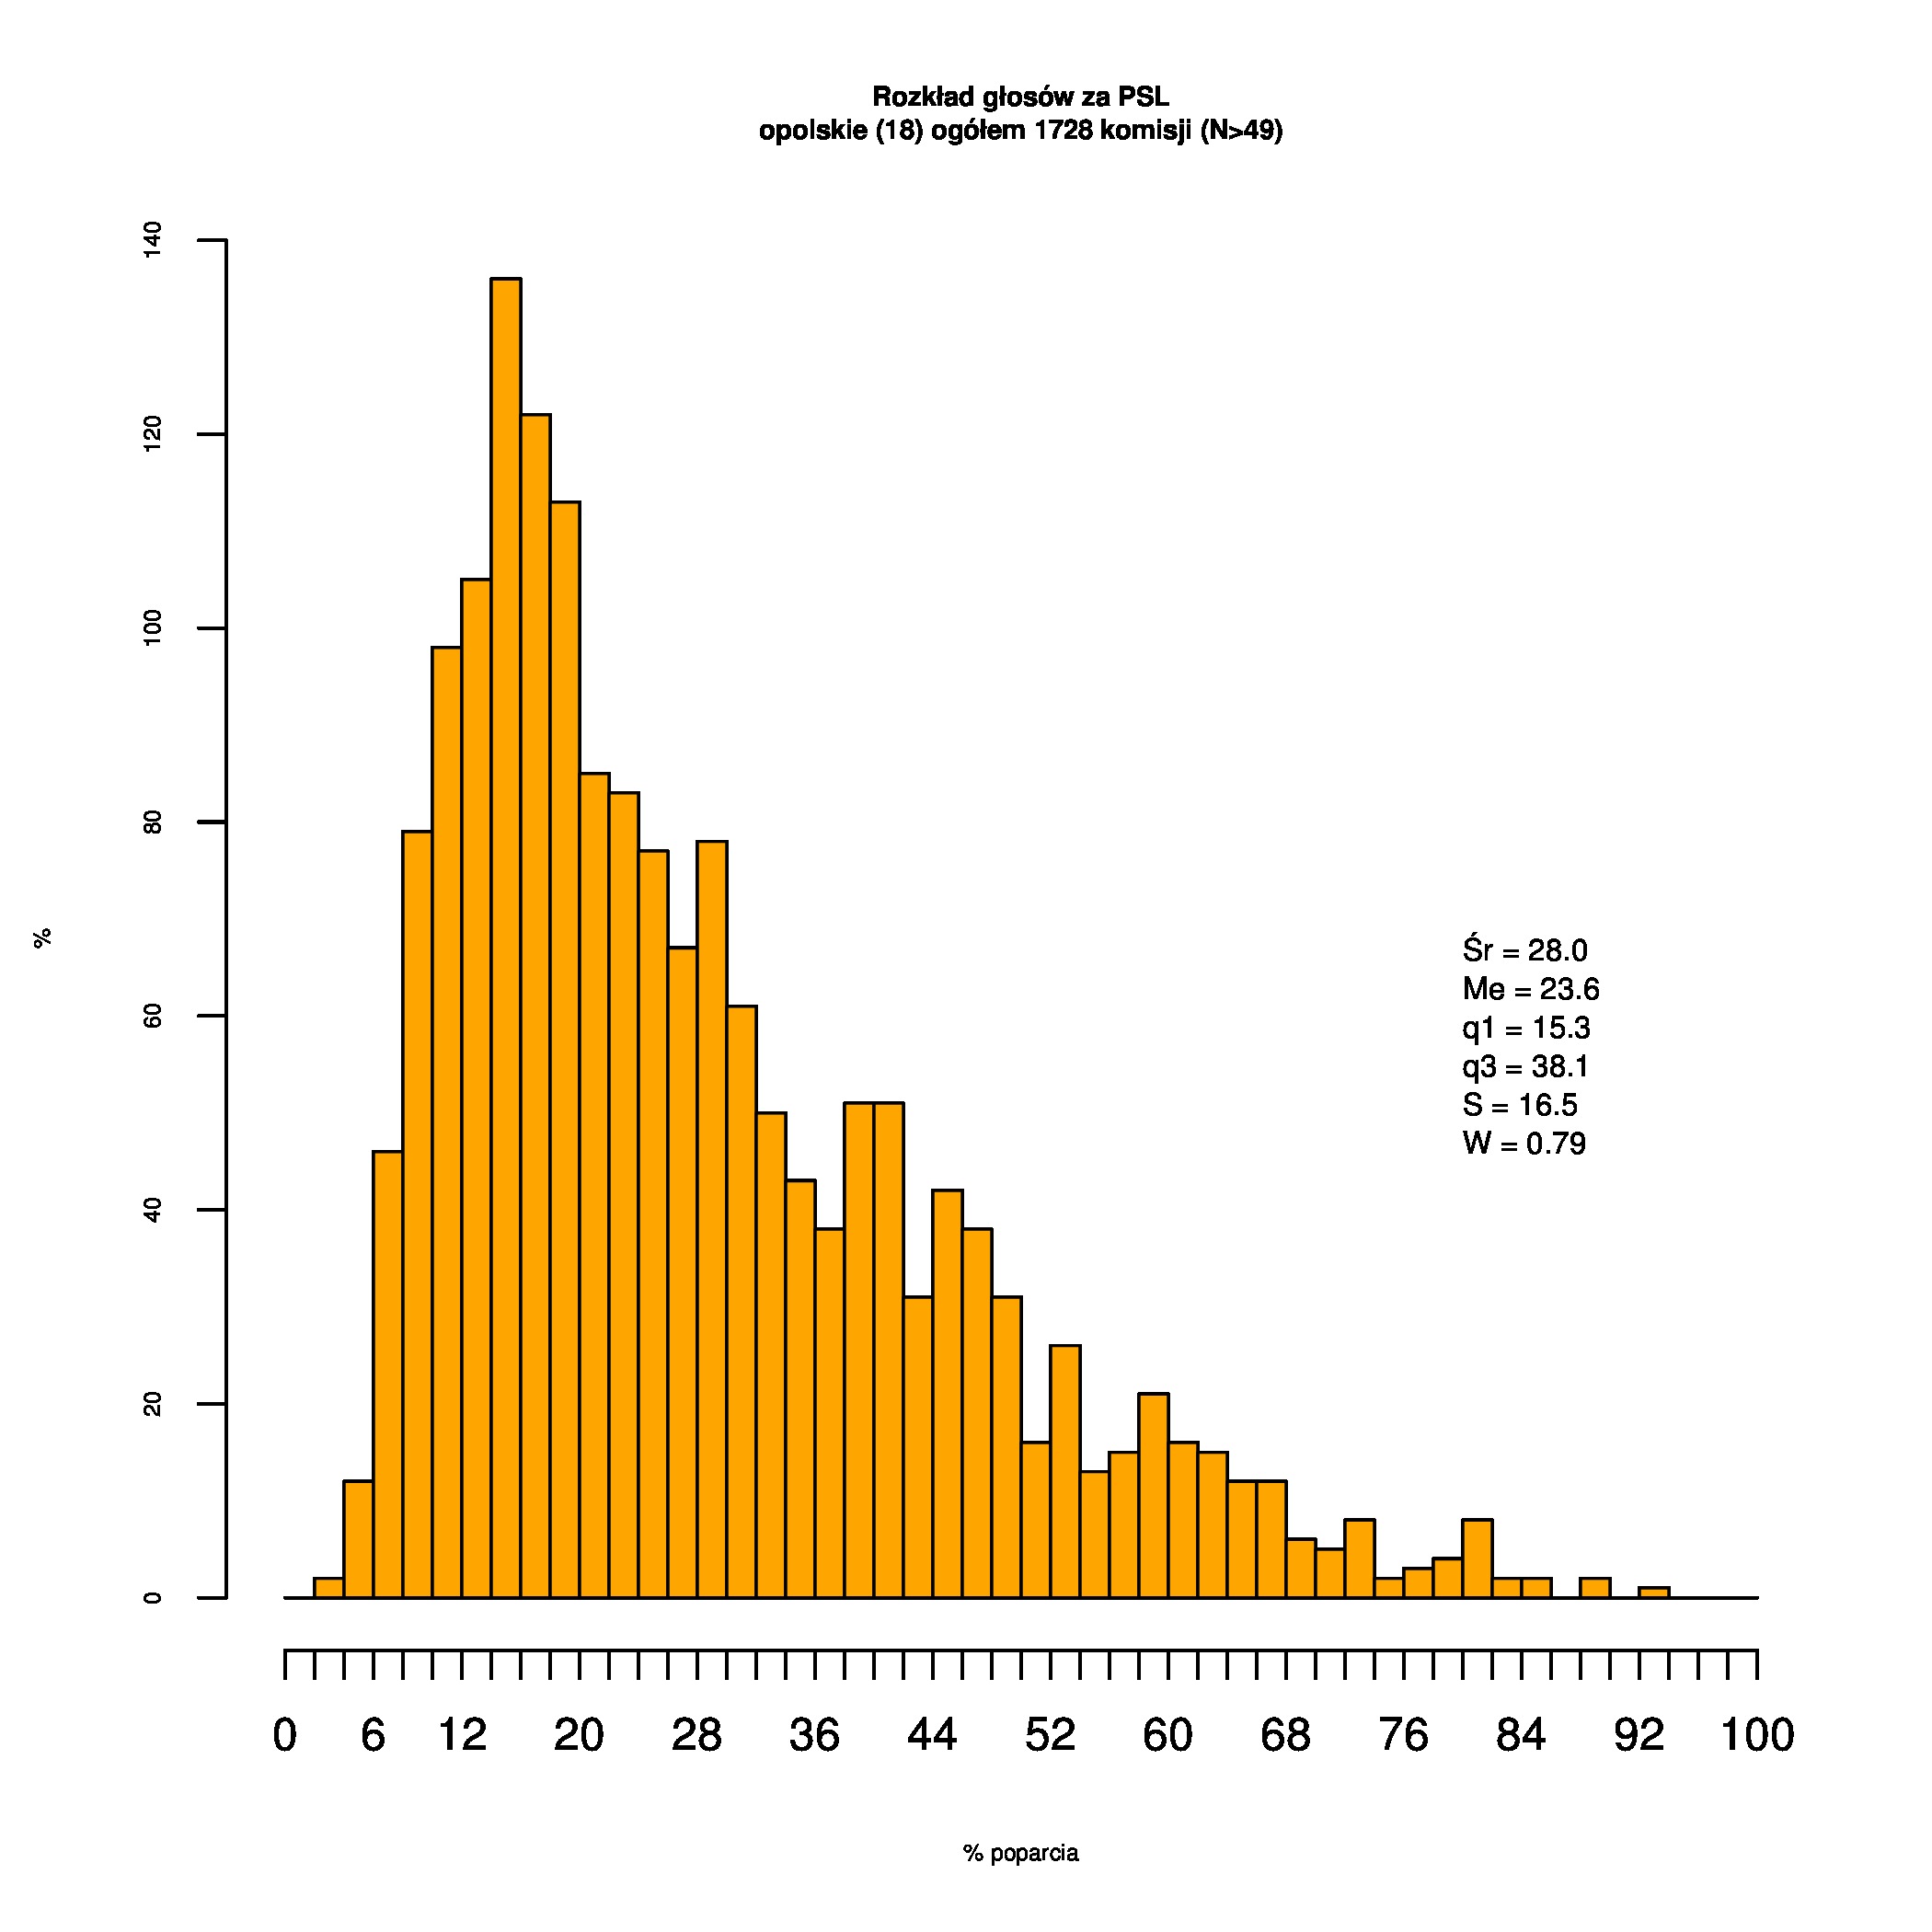 Rozkład głosów za PSL
opolskie (18) ogółem 1728 komisji (N>49)
140
120
100
80
60
40
20
0
%
Śr = 28.0
Me = 23.6
q1 = 15.3
q3 = 38.1
S = 16.5
W = 0.79
0 6 12 20 28 36 44 52 60 68 76 84 92 100
% poparcia